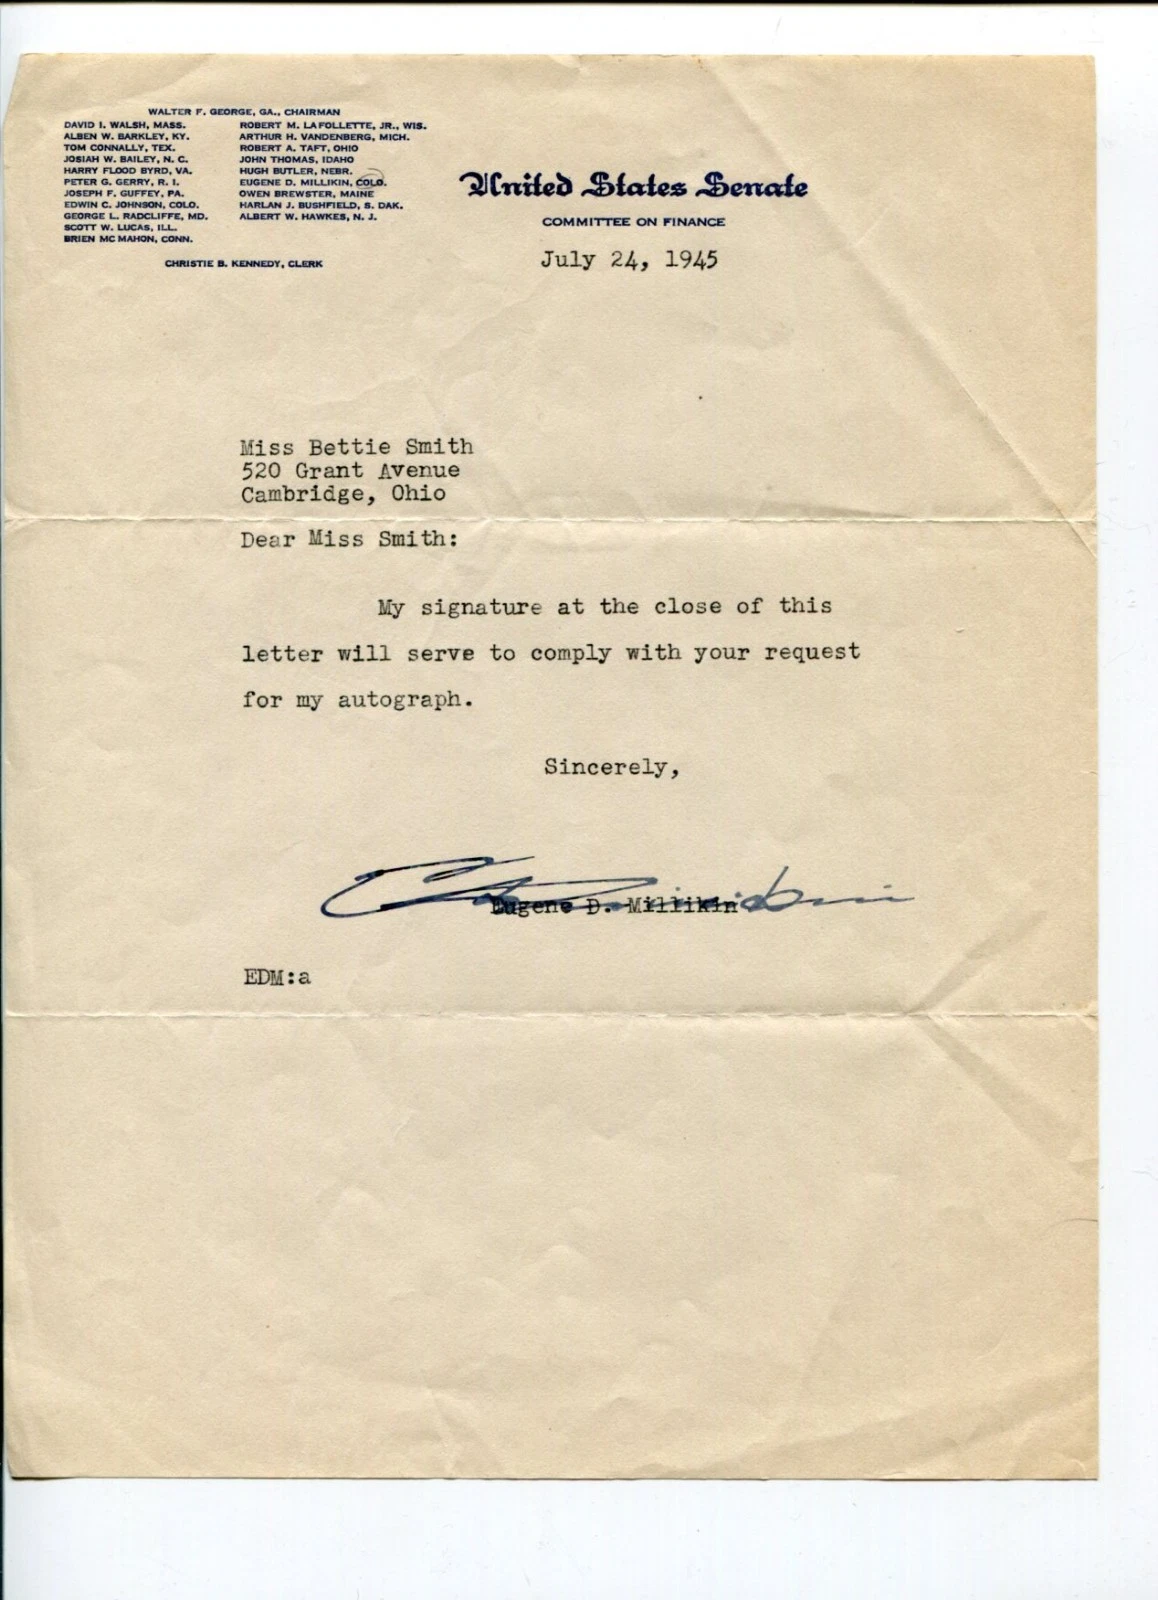 WALTER F. GEORGE, GA., CHAIRMAN
DAVID I. WALSH, MASS.
ALBEN W. BARKLEY, KY.
TOM CONNALLY, TEX.
JOSIAH W. BAILEY, N. C.
HARRY FLOOD BYRD, VA.
PETER G. GERRY, R. I.
JOSEPH F. GUFFEY, PA.
EDWIN C. JOHNSON, COLO.
GEORGE L. RADCLIFFE, MD.
SCOTT W. LUCAS, ILL.
BRIEN MC MAHON, CONN.
ROBERT M. LA FOLLETTE, JR., WIS.
ARTHUR H. VANDENBERG, MICH.
ROBERT A. TAFT, OHIO
JOHN THOMAS, IDAHO
HUGH BUTLER, NEBR.
EUGENE D. MILLIKIN, COLO.
OWEN BREWSTER, MAINE
HARLAN J. BUSHFIELD, S. DAK.
ALBERT W. HAWKES, N. J.
CHRISTIE B. KENNEDY, CLERK
United States Senate
COMMITTEE ON FINANCE
July 24, 1945
Miss Bettie Smith
520 Grant Avenue
Cambridge, Ohio
Dear Miss Smith:
My signature at the close of this
letter will serve to comply with your request
for my autograph.
Sincerely,
Eugene D. Millikin
EDM:a